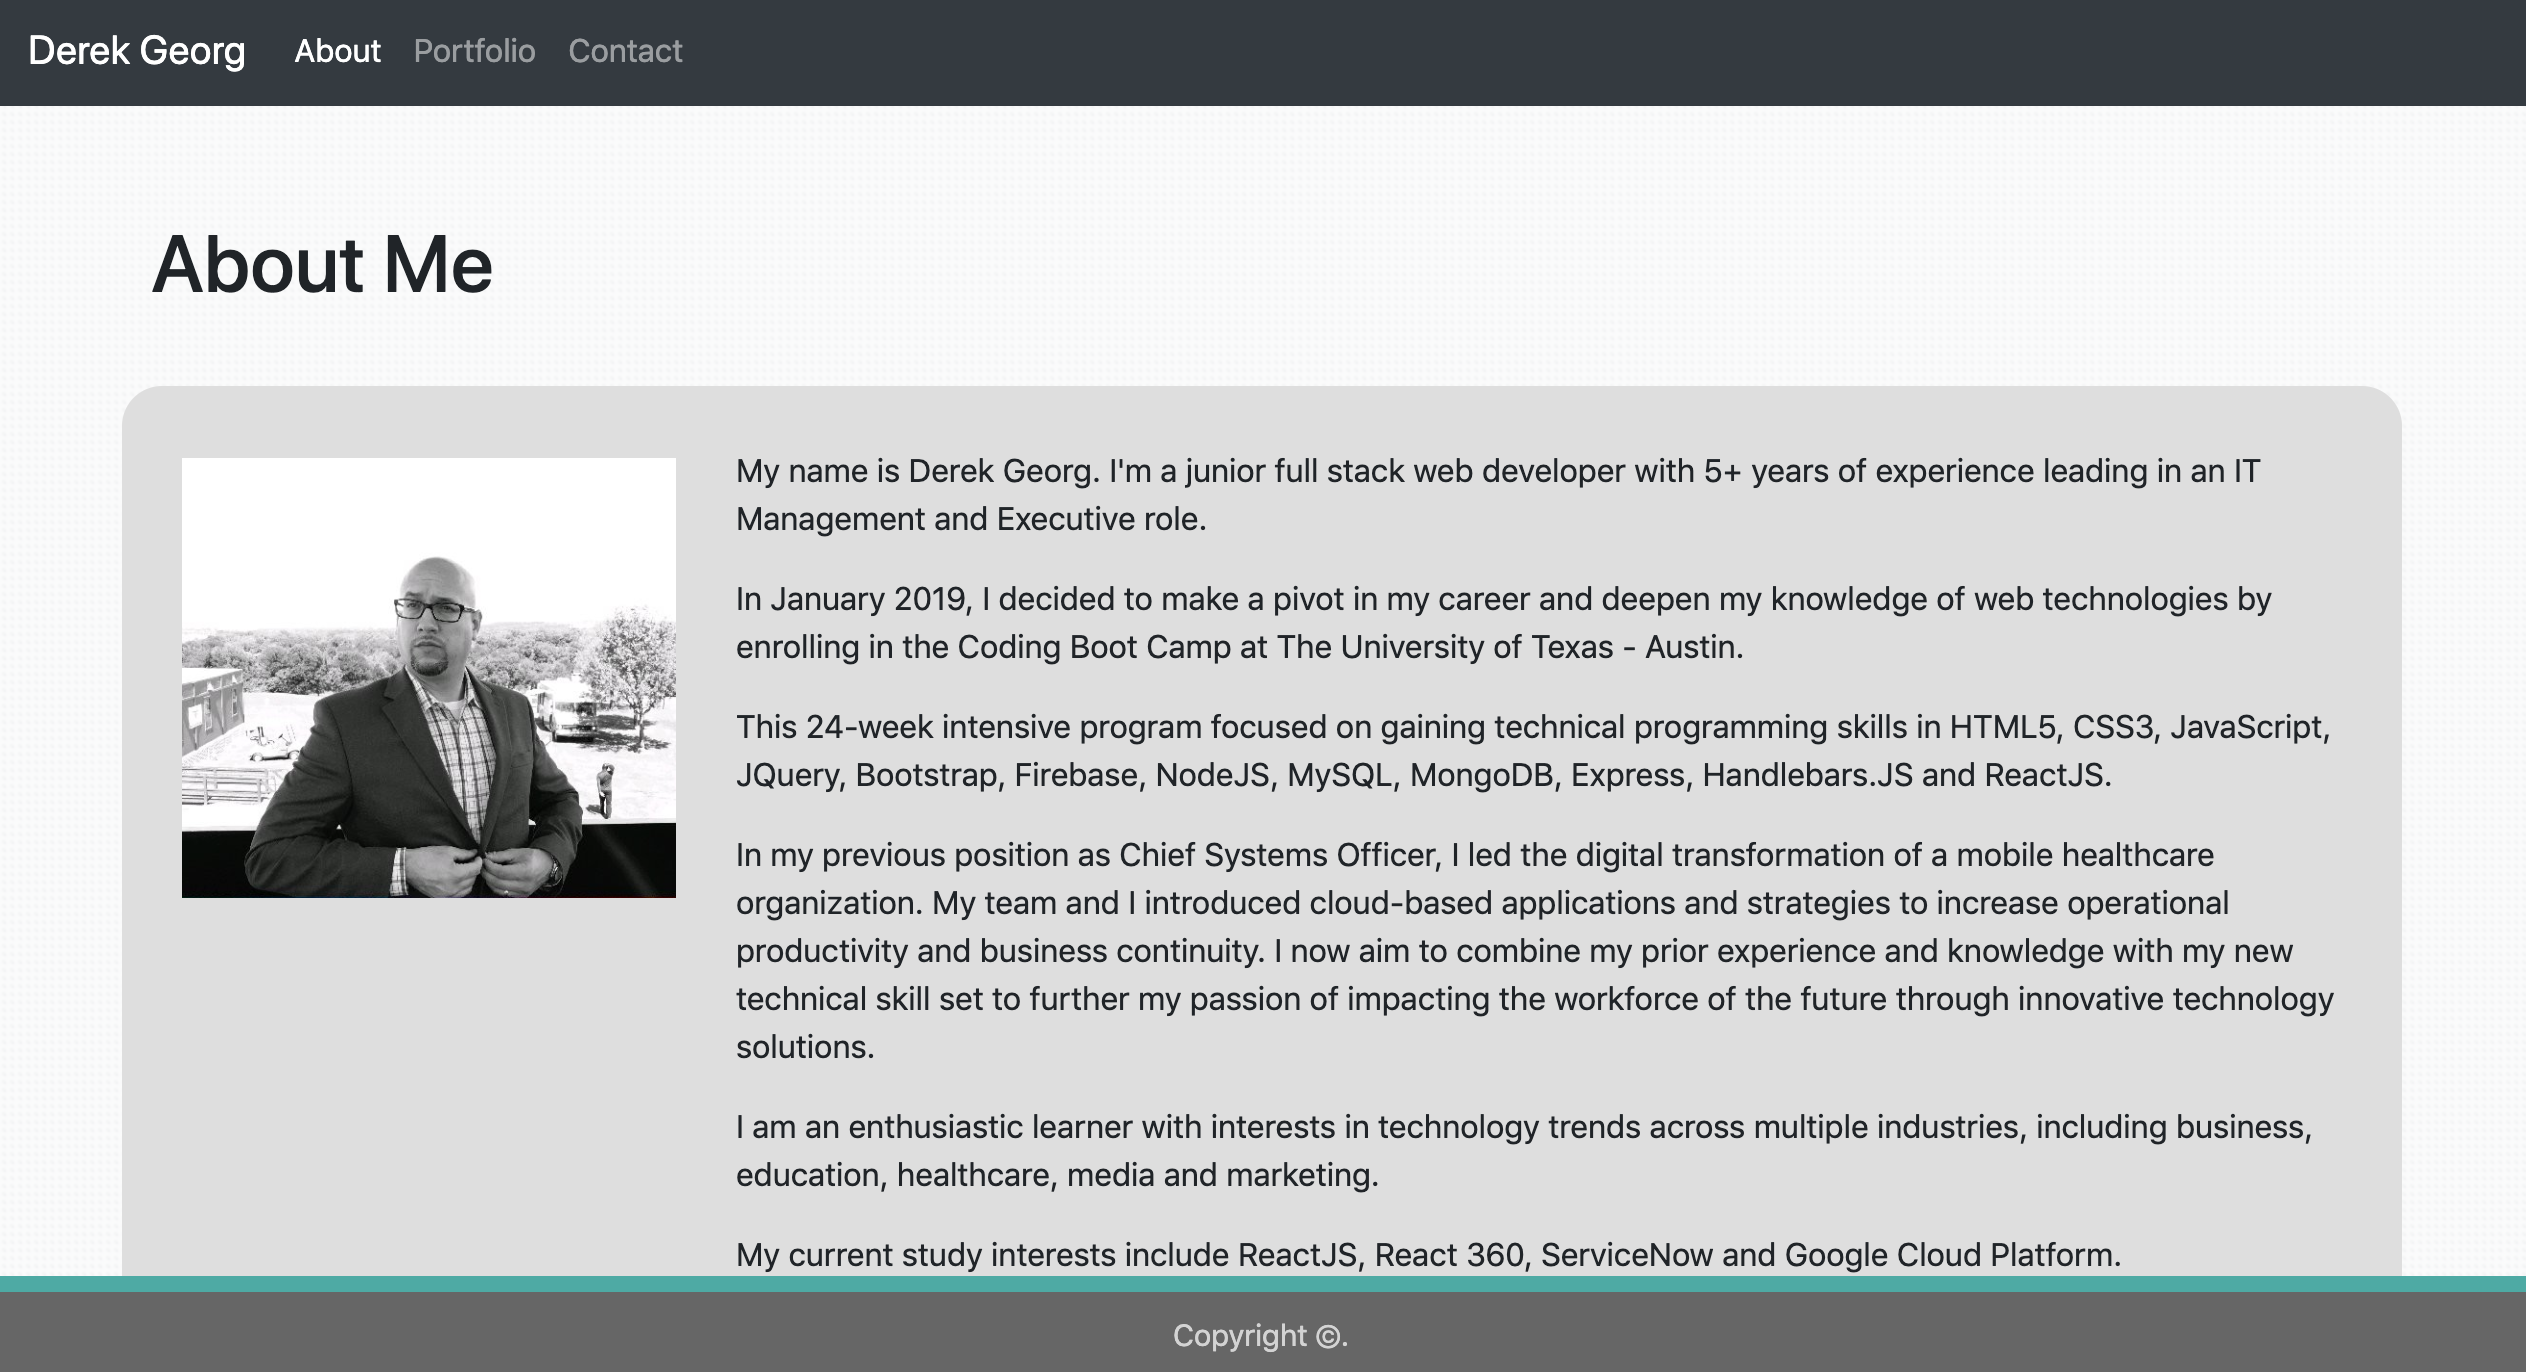 Derek Georg About Portfolio Contact
About Me
My name is Derek Georg. I'm a junior full stack web developer with 5+ years of experience leading in an IT
Management and Executive role.
In January 2019, I decided to make a pivot in my career and deepen my knowledge of web technologies by
enrolling in the Coding Boot Camp at The University of Texas - Austin.
This 24-week intensive program focused on gaining technical programming skills in HTML5, CSS3, JavaScript,
JQuery, Bootstrap, Firebase, NodeJS, MySQL, MongoDB, Express, Handlebars.JS and ReactJS.
In my previous position as Chief Systems Officer, I led the digital transformation of a mobile healthcare
organization. My team and I introduced cloud-based applications and strategies to increase operational
productivity and business continuity. I now aim to combine my prior experience and knowledge with my new
technical skill set to further my passion of impacting the workforce of the future through innovative technology
solutions.
I am an enthusiastic learner with interests in technology trends across multiple industries, including business,
education, healthcare, media and marketing.
My current study interests include ReactJS, React 360, ServiceNow and Google Cloud Platform.
Copyright ©.